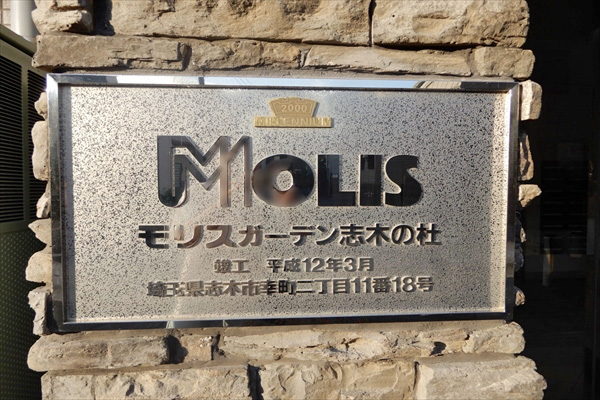 2000
MILLENNIUM
MOLIS
モリスガーデン志木の杜
竣工 平成12年3月
埼玉県志木市幸町二丁目11番18号